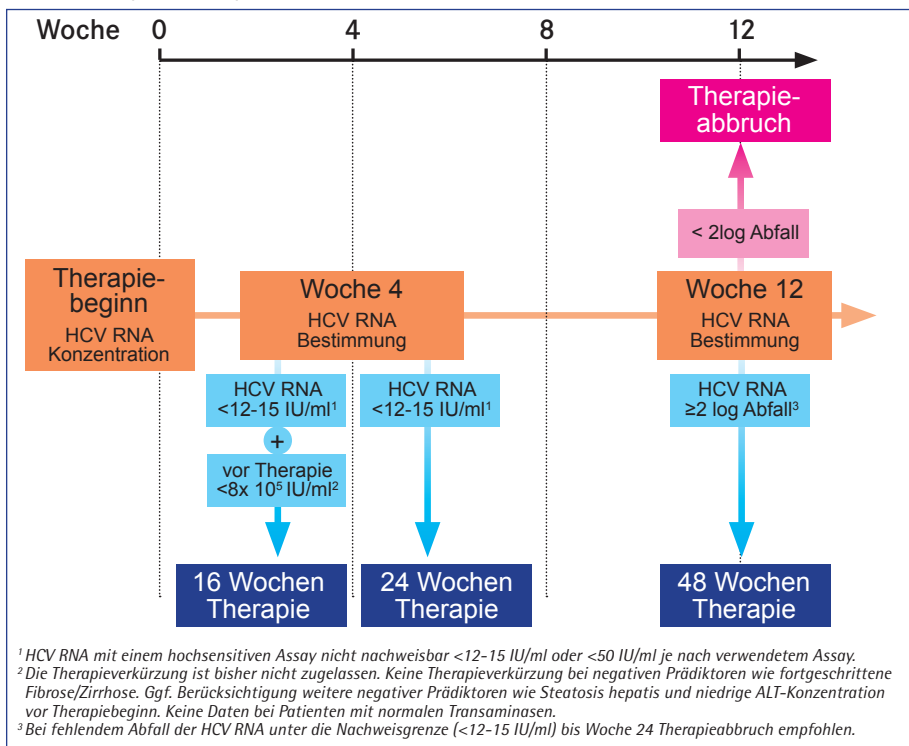 Woche 0 4 8 12
Therapie-
abbruch
< 2log Abfall
Therapie-
beginn
HCV RNA
Konzentration
Woche 4
HCV RNA
Bestimmung
Woche 12
HCV RNA
Bestimmung
HCV RNA
<12-15 IU/ml¹
+
vor Therapie
<8x 10⁵ IU/ml²
HCV RNA
<12-15 IU/ml¹
HCV RNA
≥2 log Abfall³
16 Wochen
Therapie
24 Wochen
Therapie
48 Wochen
Therapie
¹ HCV RNA mit einem hochsensitiven Assay nicht nachweisbar <12-15 IU/ml oder <50 IU/ml je nach verwendetem Assay.
² Die Therapieverkürzung ist bisher nicht zugelassen. Keine Therapieverkürzung bei negativen Prädiktoren wie fortgeschrittene
Fibrose/Zirrhose. Ggf. Berücksichtigung weitere negativer Prädiktoren wie Steatosis hepatis und niedrige ALT-Konzentration
vor Therapiebeginn. Keine Daten bei Patienten mit normalen Transaminasen.
³ Bei fehlendem Abfall der HCV RNA unter die Nachweisgrenze (<12-15 IU/ml) bis Woche 24 Therapieabbruch empfohlen.